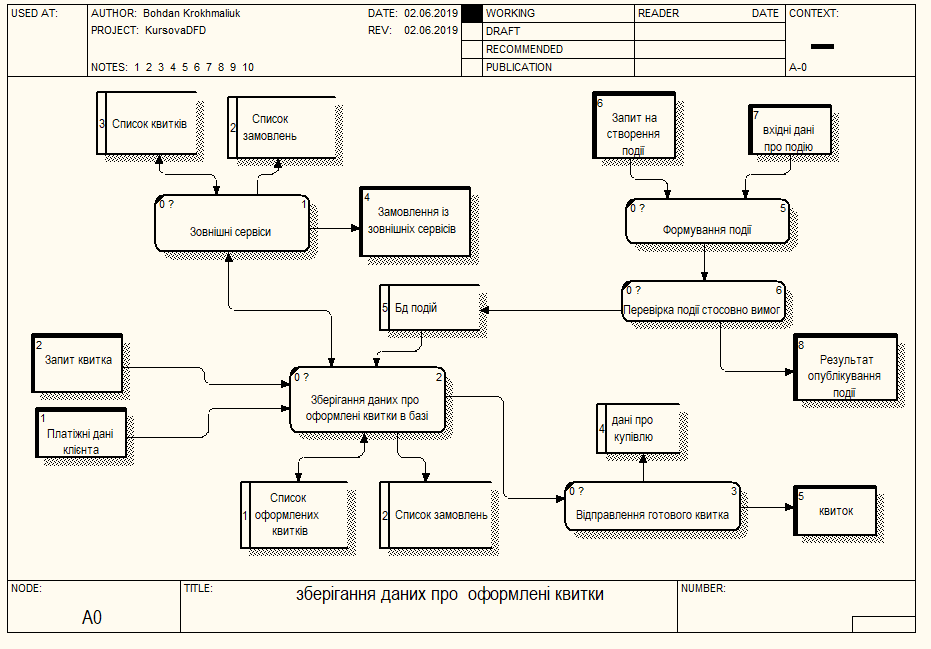 USED AT:
AUTHOR: Bohdan Krokhmaliuk
DATE: 02.06.2019
PROJECT: KursovaDFD
REV: 02.06.2019
NOTES: 1 2 3 4 5 6 7 8 9 10
WORKING
DRAFT
RECOMMENDED
PUBLICATION
READER DATE
CONTEXT:
A-0
3 Список квитків
2 Список
замовлень
6
Запит на
створення
події
7
вхідні дані
про подію
0 ? 1
Зовнішні сервіси
4
Замовлення із
зовнішніх сервісів
0 ? 5
Формування події
5 Бд подій
0 ? 6
Перевірка події стосовно вимог
2
Запит квитка
8
Результат
опублікування
події
0 ? 2
Зберігання даних про
оформлені квитки в базі
1
Платіжні дані
клієнта
4 дані про
купівлю
1 Список
оформлених
квитків
2 Список замовлень
0 ? 3
Відправлення готового квитка
5
квиток
NODE:
A0
TITLE:
зберігання даних про оформлені квитки
NUMBER: